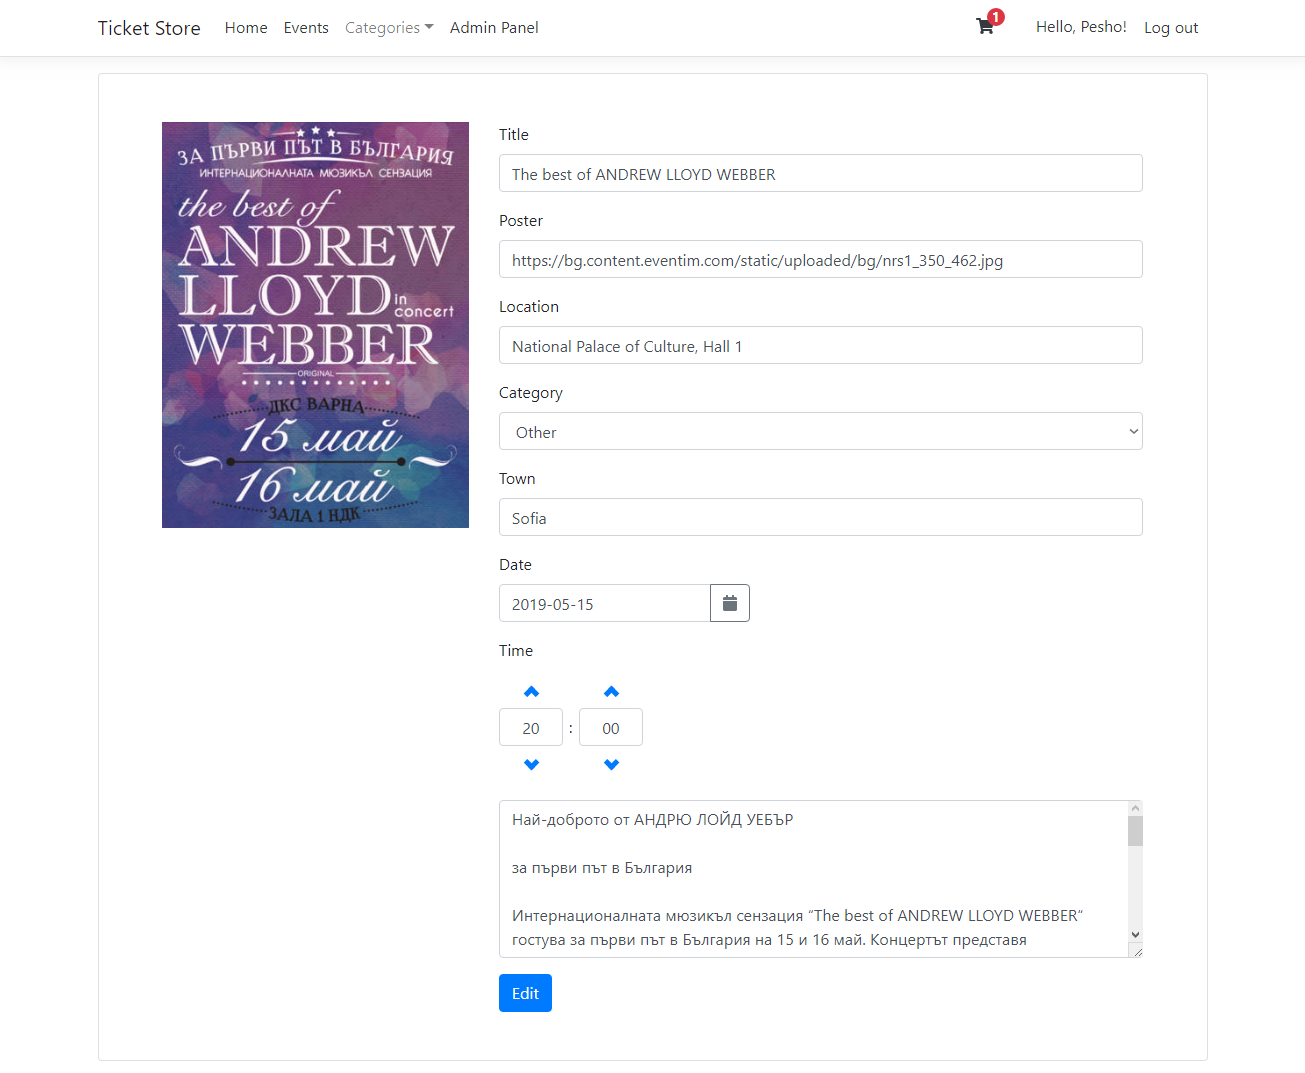 Ticket Store Home Events Categories Admin Panel 1 Hello, Pesho! Log out
ЗА ПЪРВИ ПЪТ В БЪЛГАРИЯ
ИНТЕРНАЦИОНАЛНАТА МЮЗИКЪЛ СЕНЗАЦИЯ
the best of
ANDREW
LLOYD in concert
WEBBER
ORIGINAL
ДКС ВАРНА
15 май
16 май
ЗАЛА 1 НДК
Title
The best of ANDREW LLOYD WEBBER
Poster
https://bg.content.eventim.com/static/uploaded/bg/nrs1_350_462.jpg
Location
National Palace of Culture, Hall 1
Category
Other
Town
Sofia
Date
2019-05-15
Time
20 : 00
Най-доброто от АНДРЮ ЛОЙД УЕБЪР
за първи път в България
Интернационалната мюзикъл сензация “The best of ANDREW LLOYD WEBBER“
гостува за първи път в България на 15 и 16 май. Концертът представя
Edit